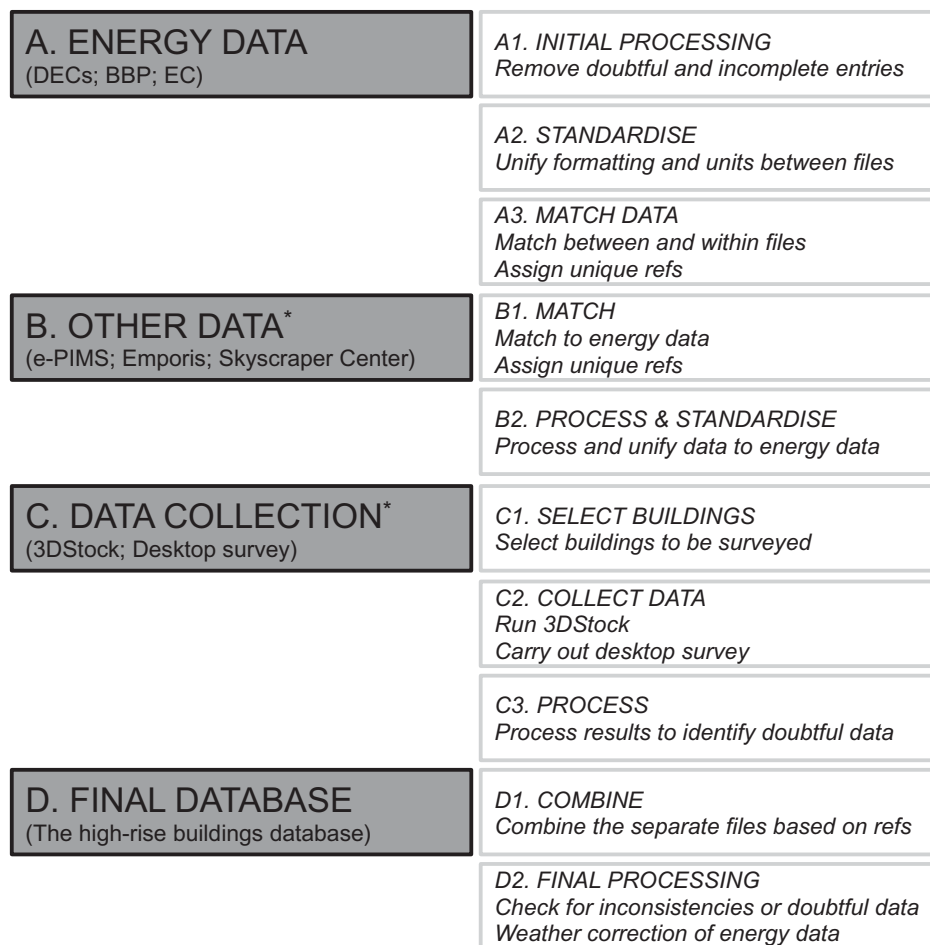 A. ENERGY DATA
(DECs; BBP; EC)
A1. INITIAL PROCESSING
Remove doubtful and incomplete entries
A2. STANDARDISE
Unify formatting and units between files
A3. MATCH DATA
Match between and within files
Assign unique refs
B. OTHER DATA*
(e-PIMS; Emporis; Skyscraper Center)
B1. MATCH
Match to energy data
Assign unique refs
B2. PROCESS & STANDARDISE
Process and unify data to energy data
C. DATA COLLECTION*
(3DStock; Desktop survey)
C1. SELECT BUILDINGS
Select buildings to be surveyed
C2. COLLECT DATA
Run 3DStock
Carry out desktop survey
C3. PROCESS
Process results to identify doubtful data
D. FINAL DATABASE
(The high-rise buildings database)
D1. COMBINE
Combine the separate files based on refs
D2. FINAL PROCESSING
Check for inconsistencies or doubtful data
Weather correction of energy data